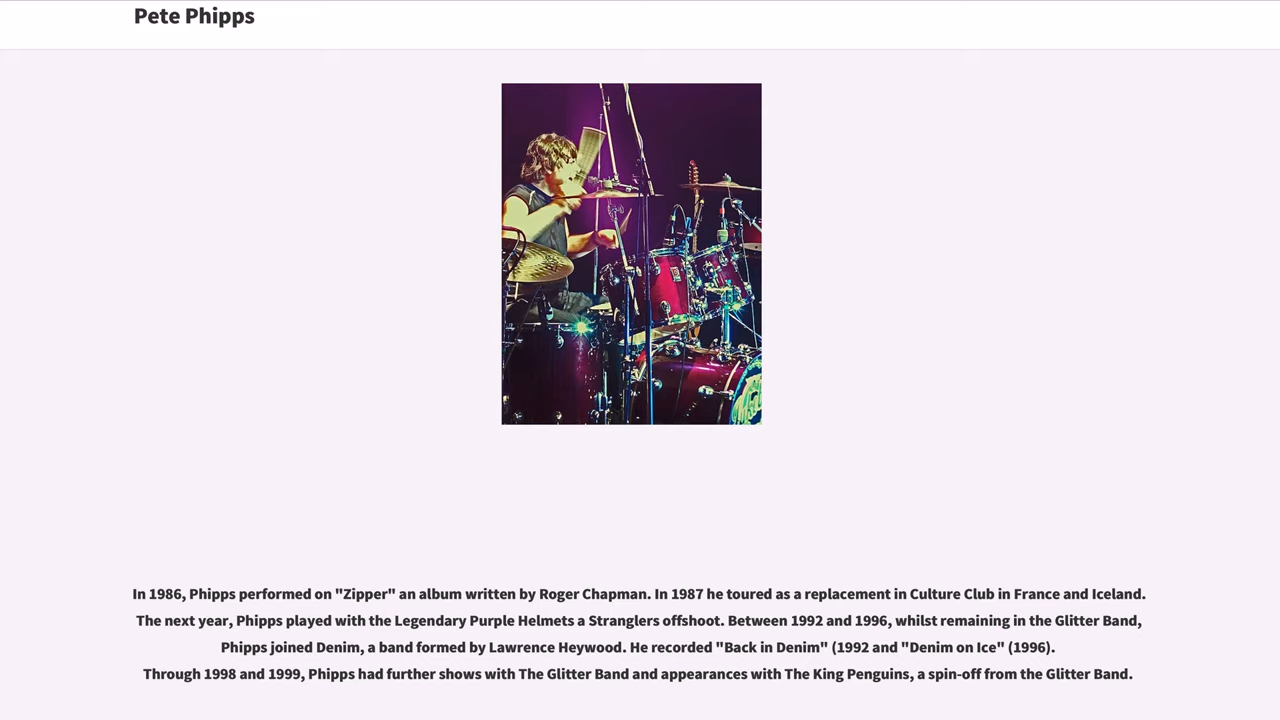 Pete Phipps
In 1986, Phipps performed on "Zipper" an album written by Roger Chapman. In 1987 he toured as a replacement in Culture Club in France and Iceland.
The next year, Phipps played with the Legendary Purple Helmets a Stranglers offshoot. Between 1992 and 1996, whilst remaining in the Glitter Band,
Phipps joined Denim, a band formed by Lawrence Heywood. He recorded "Back in Denim" (1992 and "Denim on Ice" (1996).
Through 1998 and 1999, Phipps had further shows with The Glitter Band and appearances with The King Penguins, a spin-off from the Glitter Band.